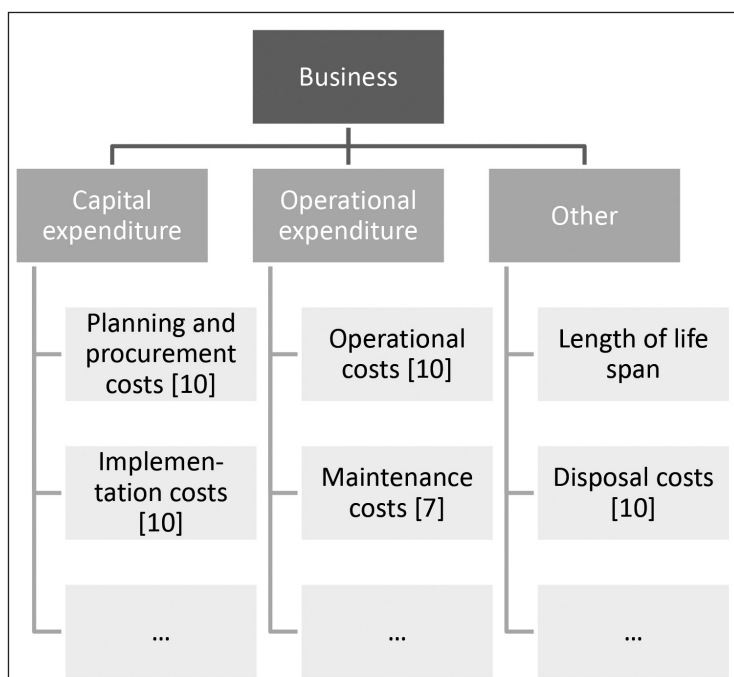 Business
Capital
expenditure
Operational
expenditure
Other
Planning and
procurement
costs [10]
Operational
costs [10]
Length of life
span
Implemen-
tation costs
[10]
Maintenance
costs [7]
Disposal costs
[10]
...
...
...